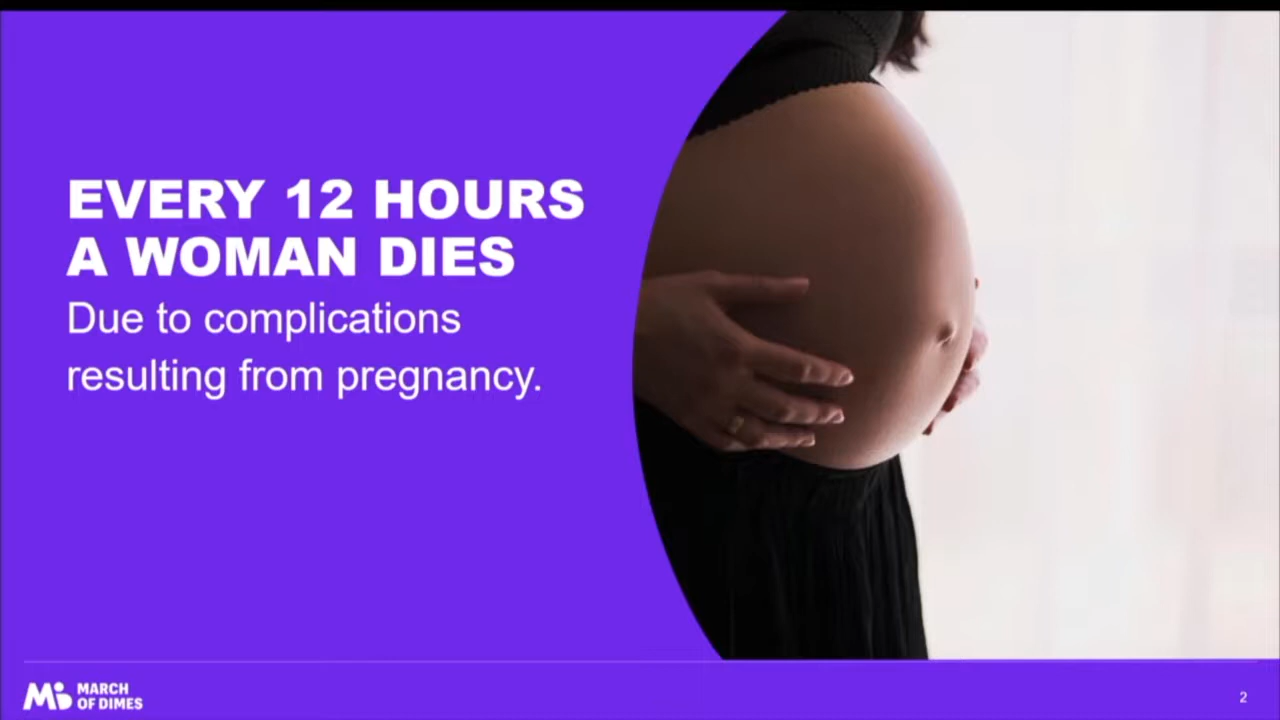 EVERY 12 HOURS
A WOMAN DIES
Due to complications
resulting from pregnancy.
MARCH
OF DIMES
2